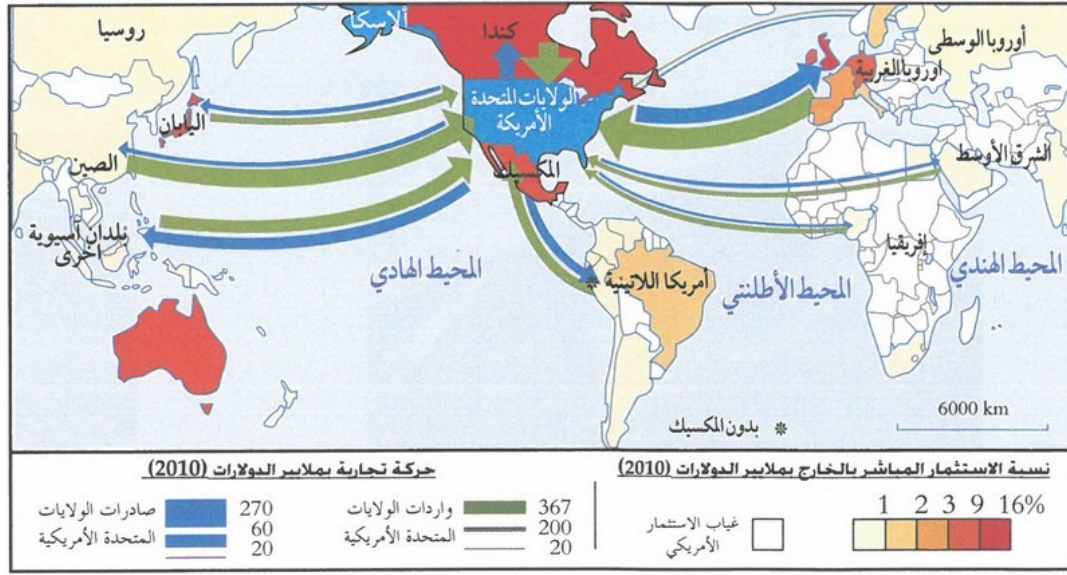 روسيا
ألاسكا
كندا
أوروبا الوسطى
اوروبا الغربية
الولايات المتحدة
الأمريكة
اليابان
الصين
المكسيك
الشرق الأوسط
بلدان آسيوية
أخرى
إفريقيا
المحيط الهادي
أمريكا اللاتينية
المحيط الأطلنتي
المحيط الهندي
6000 km
بدون المكسيك *
نسبة الاستثمار المباشر بالخارج بملايير الدولارات (2010)
1 2 3 9 16%
غياب الاستثمار
الأمريكي
حركة تجارية بملايير الدولارات (2010)
واردات الولايات
المتحدة الأمريكية
367
200
20
صادرات الولايات
المتحدة الأمريكية
270
60
20